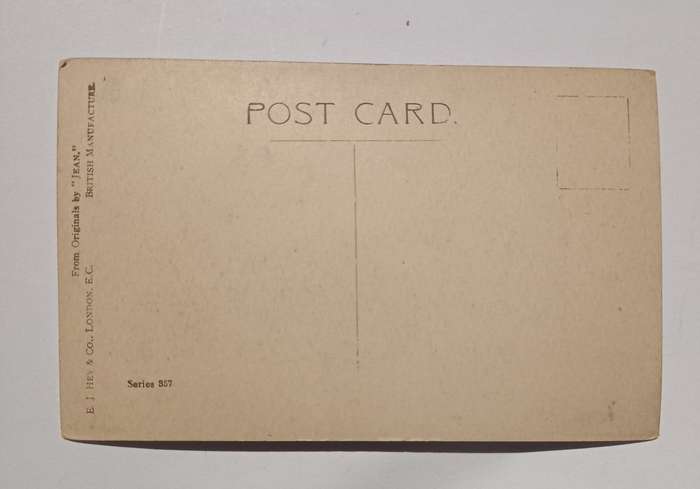 POST CARD.
From Originals by "JEAN."
E. J. HEY & CO., LONDON, E.C. BRITISH MANUFACTURE.
Series 357